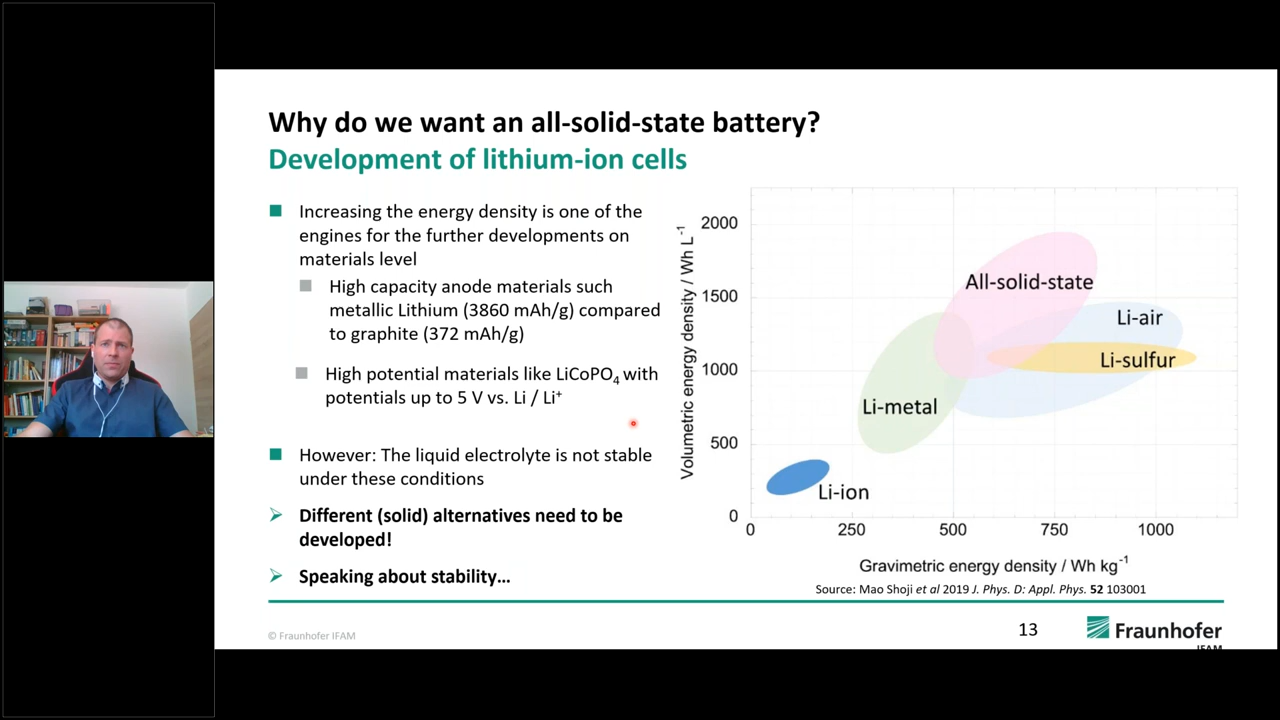 Why do we want an all-solid-state battery?
Development of lithium-ion cells
Increasing the energy density is one of the
engines for the further developments on
materials level
High capacity anode materials such
metallic Lithium (3860 mAh/g) compared
to graphite (372 mAh/g)
High potential materials like LiCoPO₄ with
potentials up to 5 V vs. Li / Li⁺
However: The liquid electrolyte is not stable
under these conditions
Different (solid) alternatives need to be
developed!
Speaking about stability…
Volumetric energy density / Wh L⁻¹
2000
1500
1000
500
0
All-solid-state
Li-air
Li-sulfur
Li-metal
Li-ion
0 250 500 750 1000
Gravimetric energy density / Wh kg⁻¹
Source: Mao Shoji et al 2019 J. Phys. D: Appl. Phys. 52 103001
© Fraunhofer IFAM
13
Fraunhofer
IFAM